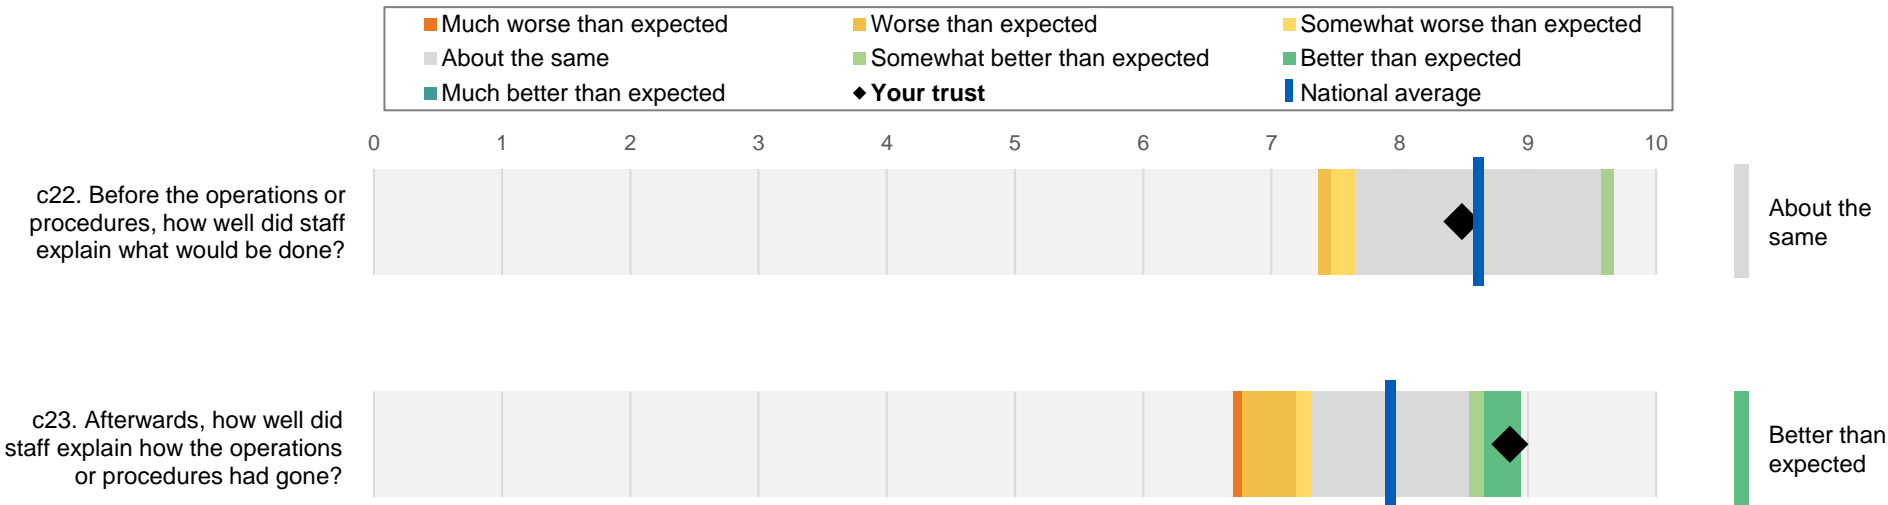 Much worse than expected
Worse than expected
Somewhat worse than expected
About the same
Somewhat better than expected
Better than expected
Much better than expected
Your trust
National average
0 1 2 3 4 5 6 7 8 9 10
c22. Before the operations or
procedures, how well did staff
explain what would be done?
About the
same
c23. Afterwards, how well did
staff explain how the operations
or procedures had gone?
Better than
expected